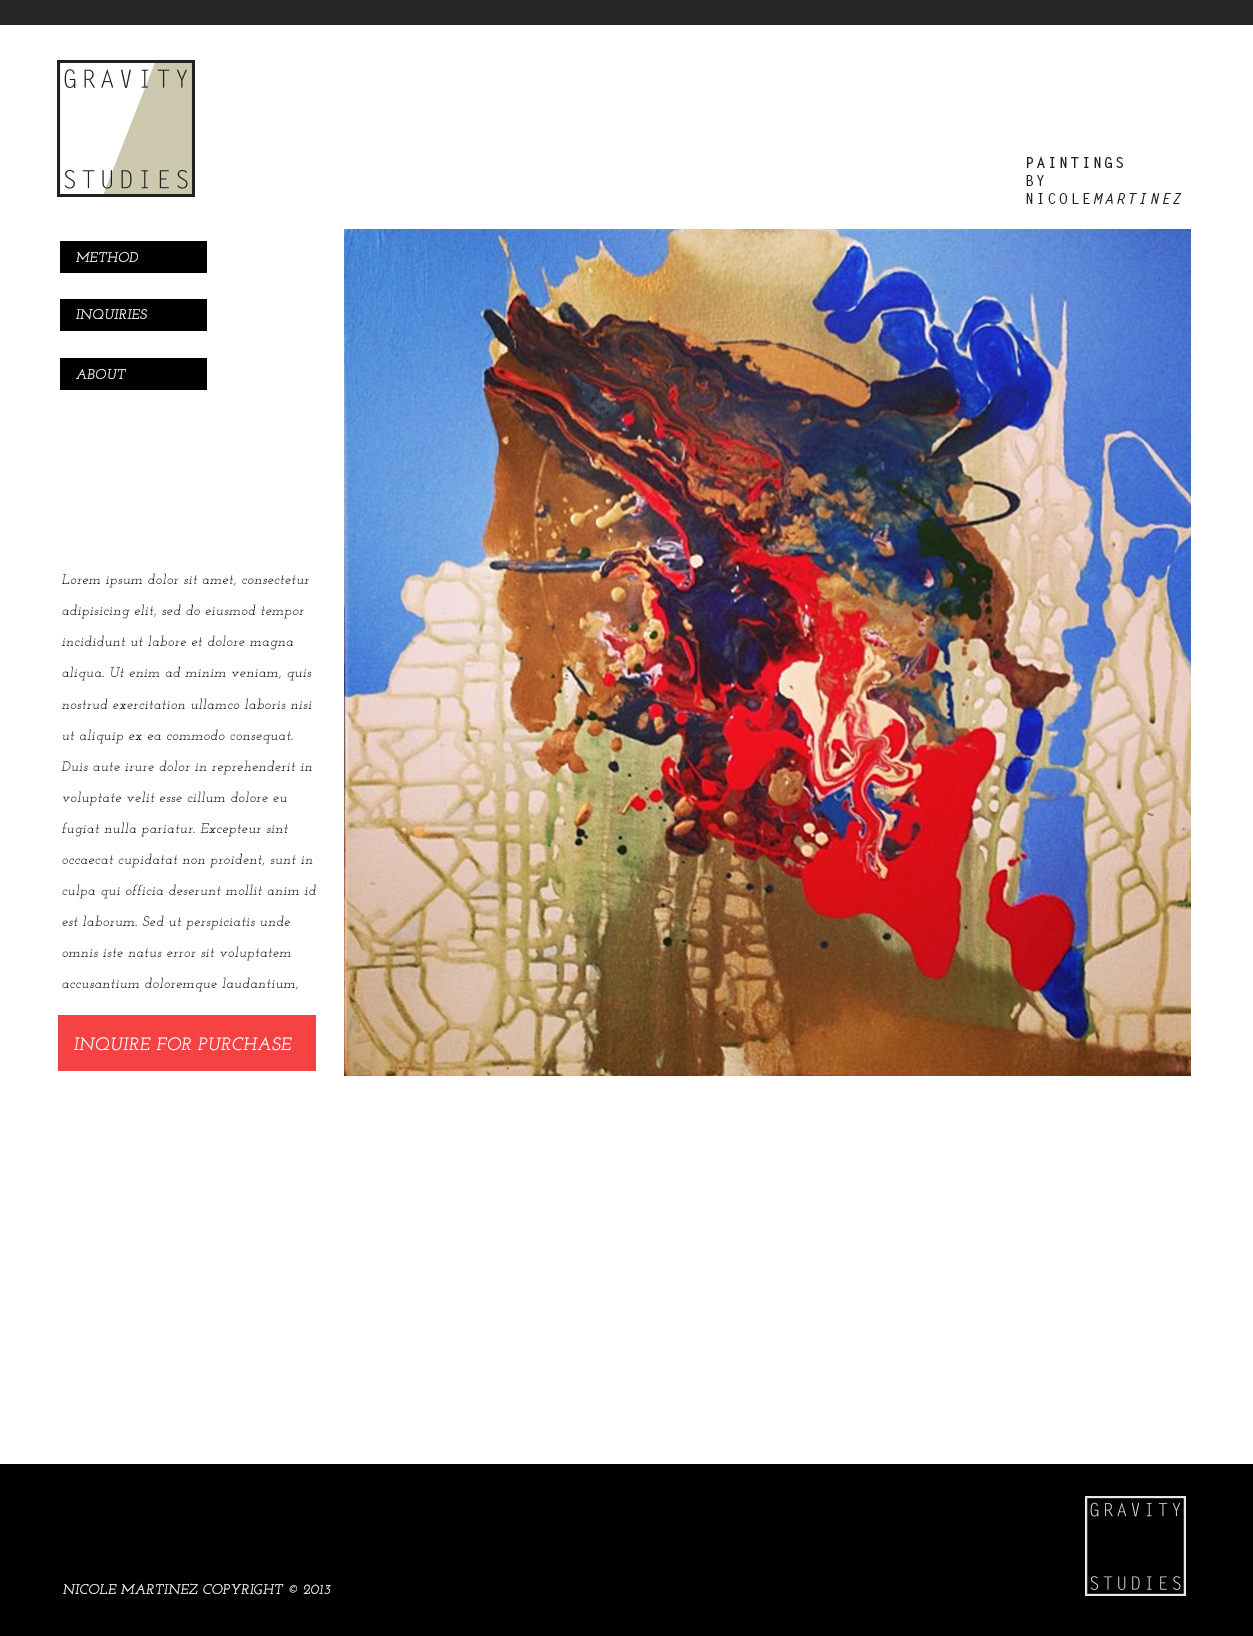 GRAVITY
STUDIES
PAINTINGS
BY
NICOLEMARTINEZ
METHOD
INQUIRIES
ABOUT
Lorem ipsum dolor sit amet, consectetur
adipisicing elit, sed do eiusmod tempor
incididunt ut labore et dolore magna
aliqua. Ut enim ad minim veniam, quis
nostrud exercitation ullamco laboris nisi
ut aliquip ex ea commodo consequat.
Duis aute irure dolor in reprehenderit in
voluptate velit esse cillum dolore eu
fugiat nulla pariatur. Excepteur sint
occaecat cupidatat non proident, sunt in
culpa qui officia deserunt mollit anim id
est laborum. Sed ut perspiciatis unde
omnis iste natus error sit voluptatem
accusantium doloremque laudantium,
INQUIRE FOR PURCHASE
GRAVITY
STUDIES
NICOLE MARTINEZ COPYRIGHT © 2013